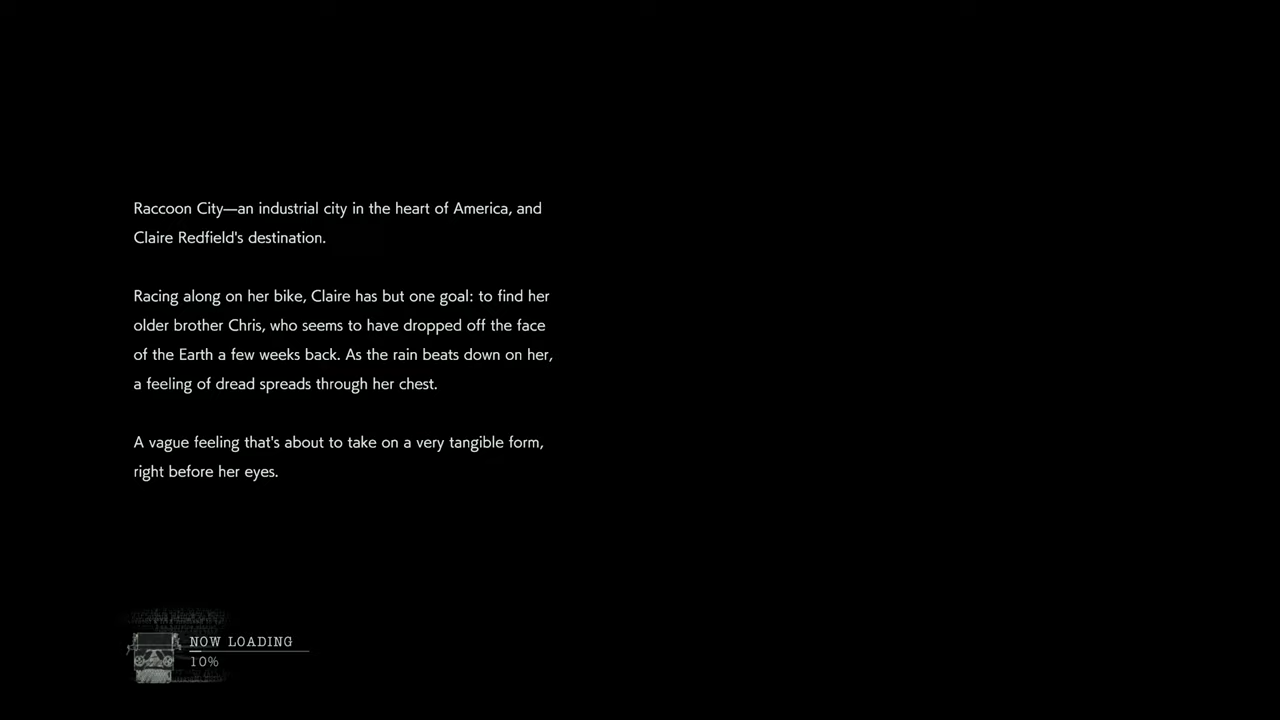 Raccoon City—an industrial city in the heart of America, and
Claire Redfield's destination.
Racing along on her bike, Claire has but one goal: to find her
older brother Chris, who seems to have dropped off the face
of the Earth a few weeks back. As the rain beats down on her,
a feeling of dread spreads through her chest.
A vague feeling that's about to take on a very tangible form,
right before her eyes.
NOW LOADING
10%